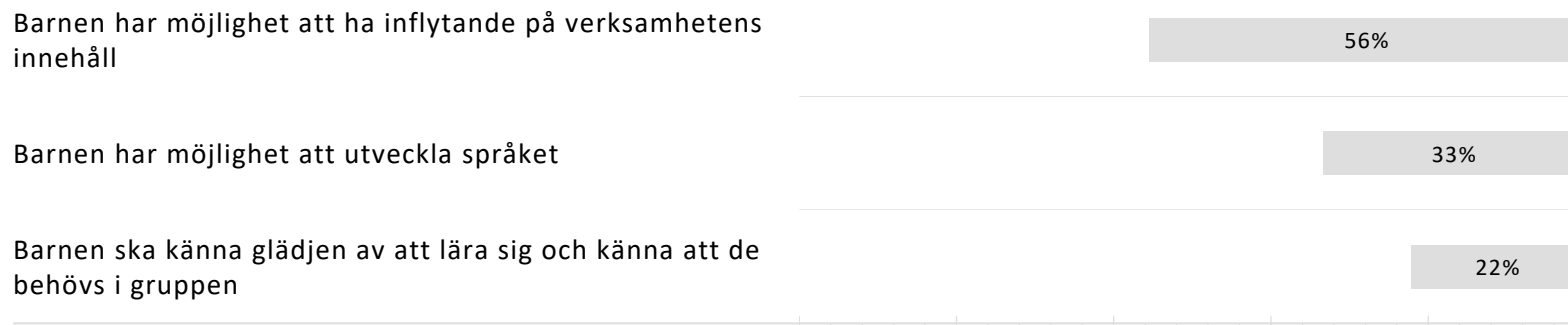 Barnen har möjlighet att ha inflytande på verksamhetens
innehåll
56%
Barnen har möjlighet att utveckla språket
33%
Barnen ska känna glädjen av att lära sig och känna att de
behövs i gruppen
22%